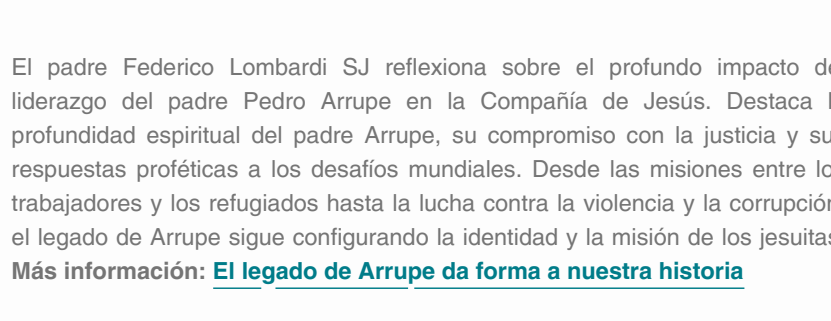 El padre Federico Lombardi SJ reflexiona sobre el profundo impacto de
liderazgo del padre Pedro Arrupe en la Compañía de Jesús. Destaca l
profundidad espiritual del padre Arrupe, su compromiso con la justicia y su
respuestas proféticas a los desafíos mundiales. Desde las misiones entre lo
trabajadores y los refugiados hasta la lucha contra la violencia y la corrupción
el legado de Arrupe sigue configurando la identidad y la misión de los jesuitas
Más información: El legado de Arrupe da forma a nuestra historia